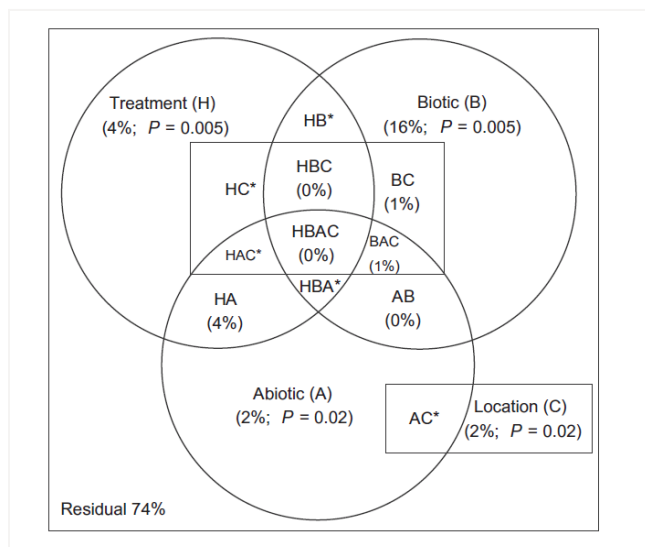 Treatment (H)
(4%; P = 0.005)
HB*
Biotic (B)
(16%; P = 0.005)
HC*
HBC
(0%)
BC
(1%)
HAC*
HBAC
(0%)
BAC
(1%)
HBA*
HA
(4%)
AB
(0%)
Abiotic (A)
(2%; P = 0.02)
AC*
Location (C)
(2%; P = 0.02)
Residual 74%